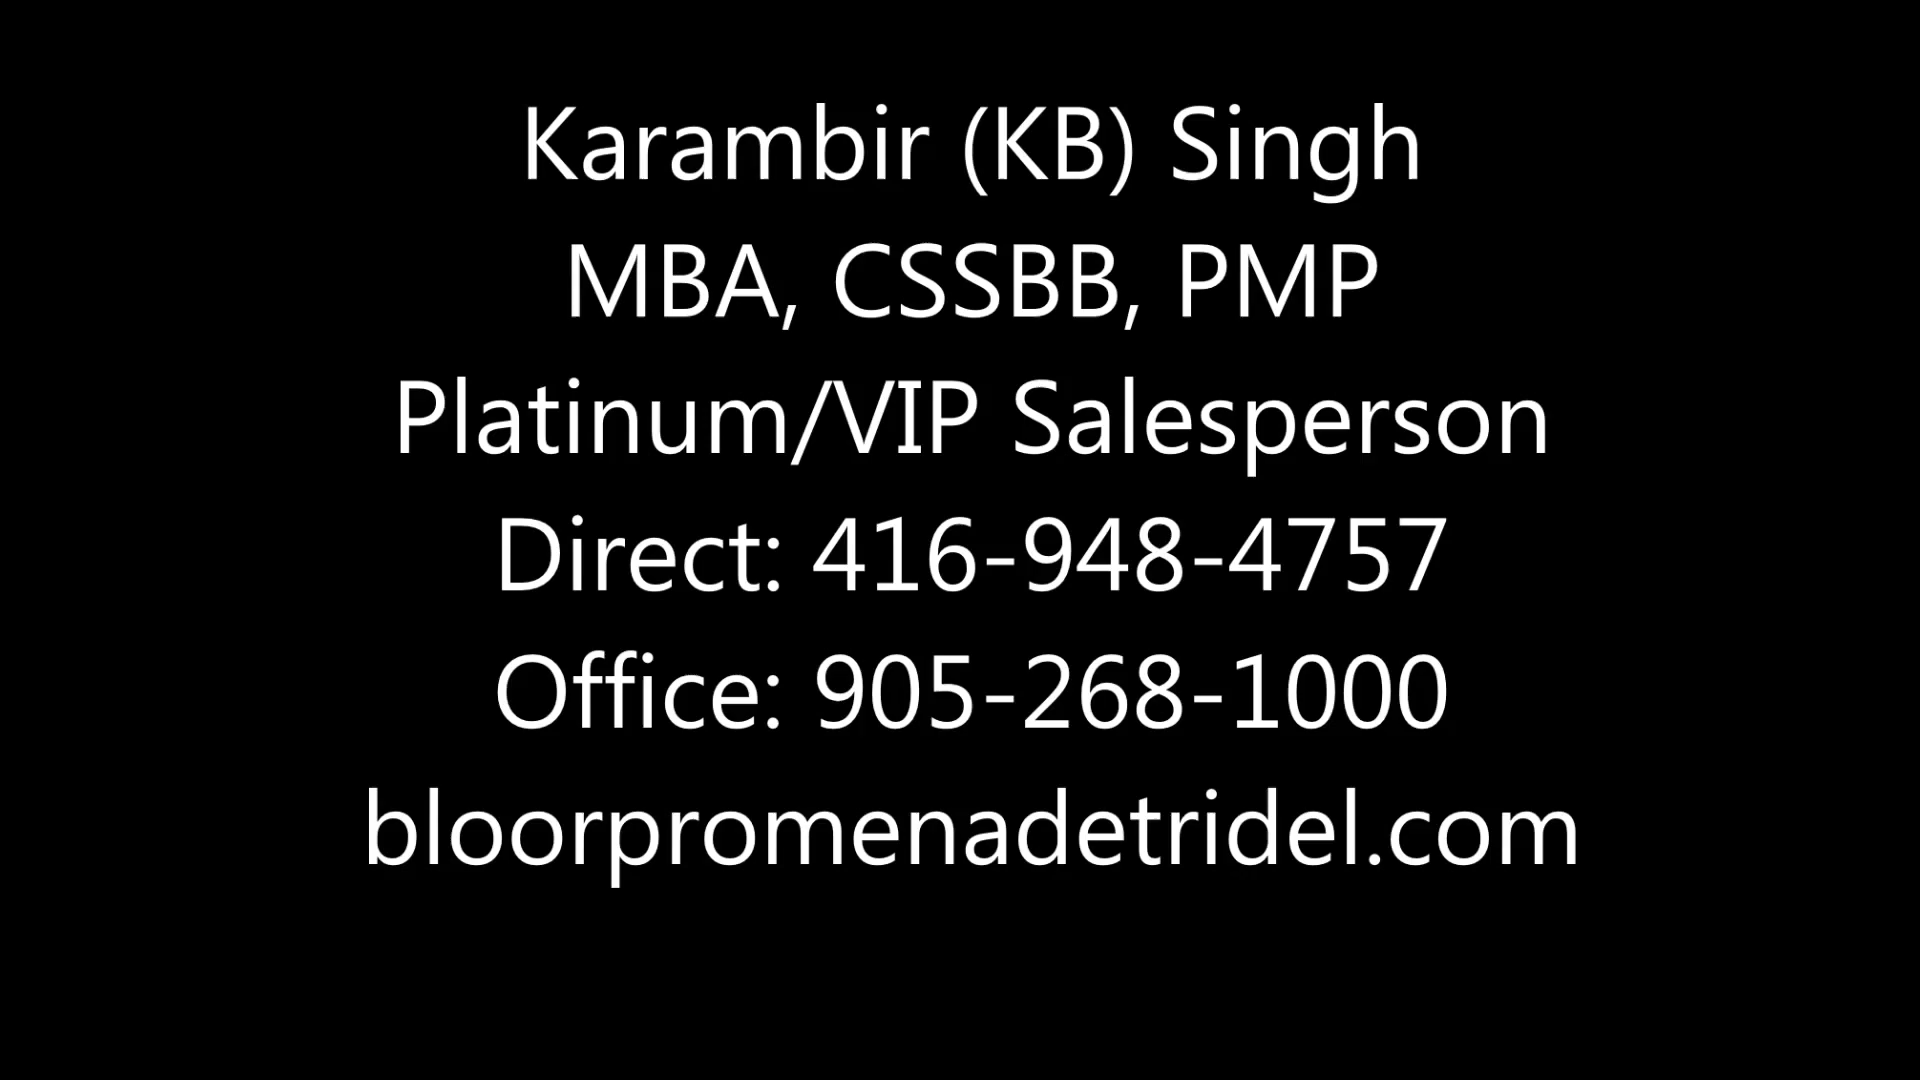 Karambir (KB) Singh
MBA, CSSBB, PMP
Platinum/VIP Salesperson
Direct: 416-948-4757
Office: 905-268-1000
bloorpromenadetridel.com